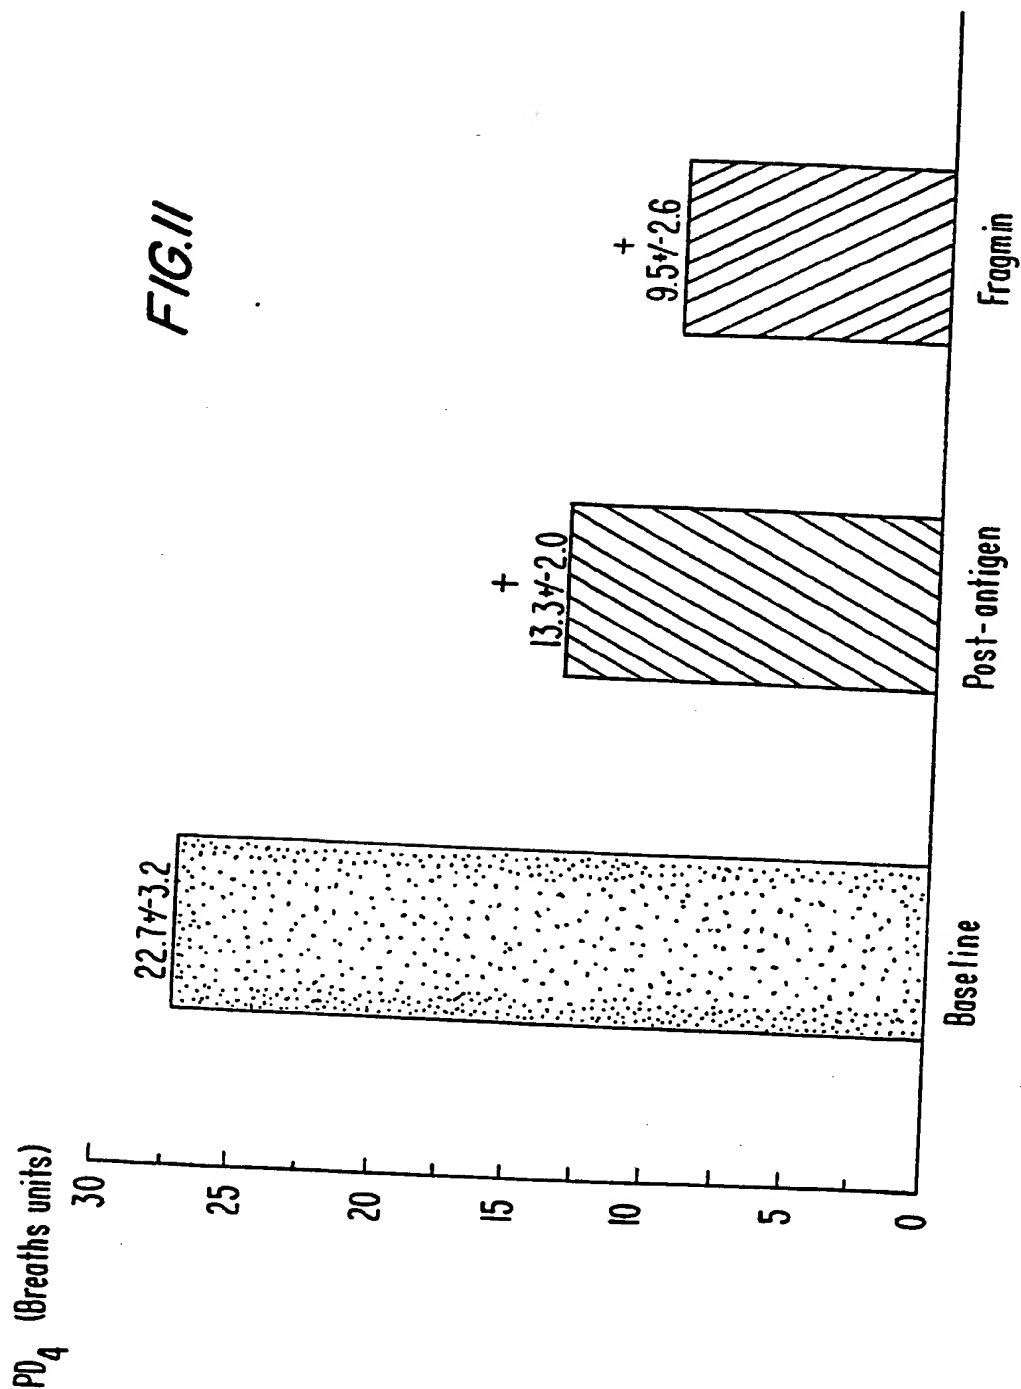 FIG.11
PD4 (Breaths units)
30
25
20
15
10
5
0
22.7+/-3.2
+
13.3+/-2.0
+
9.5+/-2.6
Baseline
Post-antigen
Fragmin